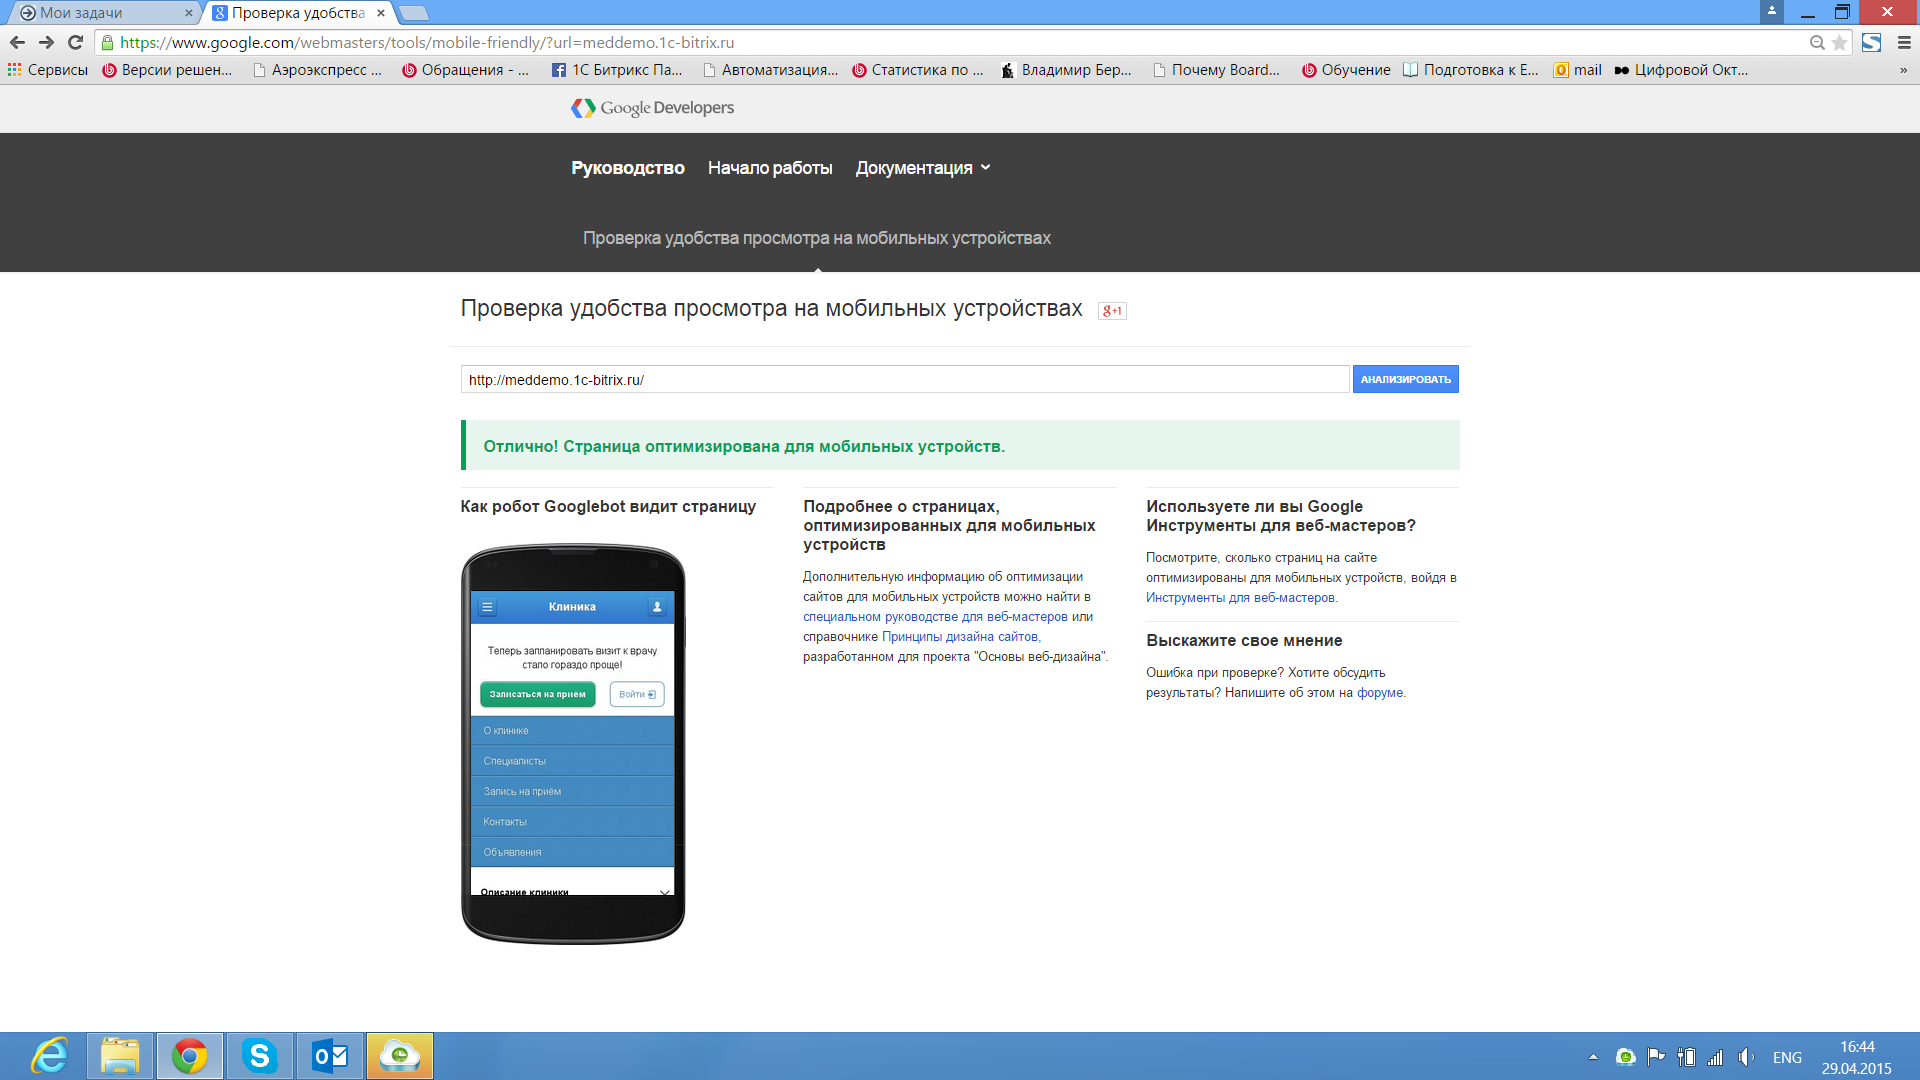 Мои задачи
Проверка удобства
https://www.google.com/webmasters/tools/mobile-friendly/?url=meddemo.1c-bitrix.ru
Сервисы Версии решен... Аэроэкспресс ... Обращения - ... 1С Битрикс Па... Автоматизация... Статистика по ... Владимир Бер... Почему Board... Обучение Подготовка к Е... mail Цифровой Окт... »
Google Developers
Руководство Начало работы Документация
Проверка удобства просмотра на мобильных устройствах
Проверка удобства просмотра на мобильных устройствах g+1
http://meddemo.1c-bitrix.ru/ АНАЛИЗИРОВАТЬ
Отлично! Страница оптимизирована для мобильных устройств.
Как робот Googlebot видит страницу
Клиника
Теперь запланировать визит к врачу
стало гораздо проще!
Записаться на прием Войти
О клинике
Специалисты
Запись на приём
Контакты
Объявления
Описание клиники
Подробнее о страницах,
оптимизированных для мобильных
устройств
Дополнительную информацию об оптимизации
сайтов для мобильных устройств можно найти в
специальном руководстве для веб-мастеров или
справочнике Принципы дизайна сайтов,
разработанном для проекта "Основы веб-дизайна".
Используете ли вы Google
Инструменты для веб-мастеров?
Посмотрите, сколько страниц на сайте
оптимизированы для мобильных устройств, войдя в
Инструменты для веб-мастеров.
Выскажите свое мнение
Ошибка при проверке? Хотите обсудить
результаты? Напишите об этом на форуме.
ENG
16:44
29.04.2015